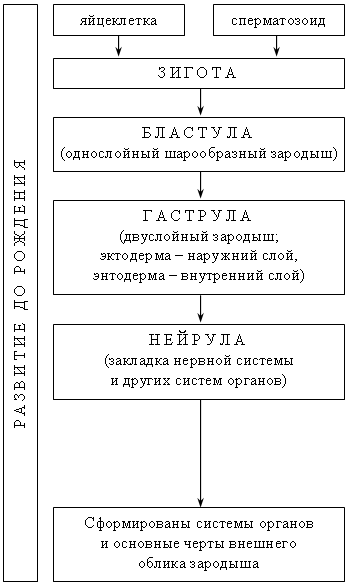 РАЗВИТИЕ ДО РОЖДЕНИЯ
яйцеклетка
сперматозоид
ЗИГОТА
БЛАСТУЛА
(однослойный шарообразный зародыш)
ГАСТРУЛА
(двуслойный зародыш;
эктодерма – наружний слой,
энтодерма – внутренний слой)
НЕЙРУЛА
(закладка нервной системы
и других систем органов)
Сформированы системы органов
и основные черты внешнего
облика зародыша